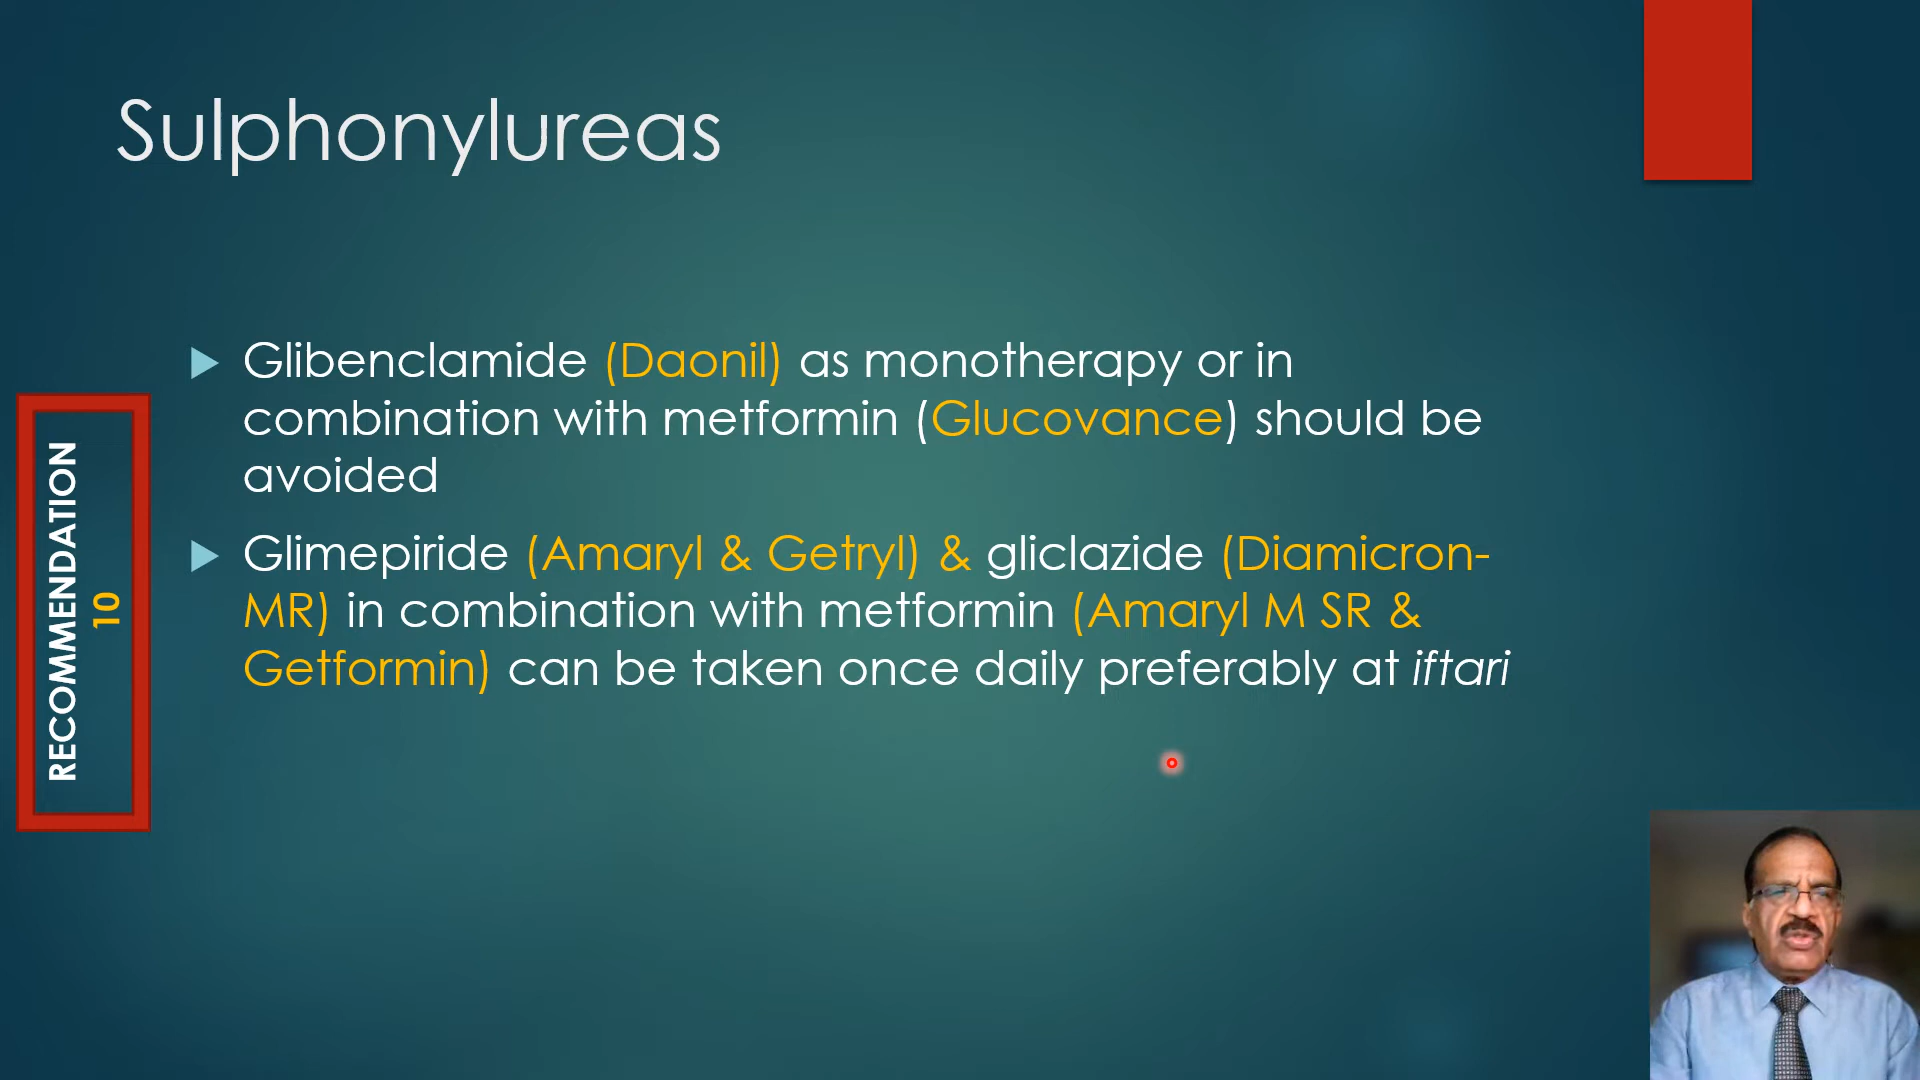 Sulphonylureas
Glibenclamide (Daonil) as monotherapy or in
combination with metformin (Glucovance) should be
avoided
Glimepiride (Amaryl & Getryl) & gliclazide (Diamicron-
MR) in combination with metformin (Amaryl M SR &
Getformin) can be taken once daily preferably at iftari
RECOMMENDATION
10